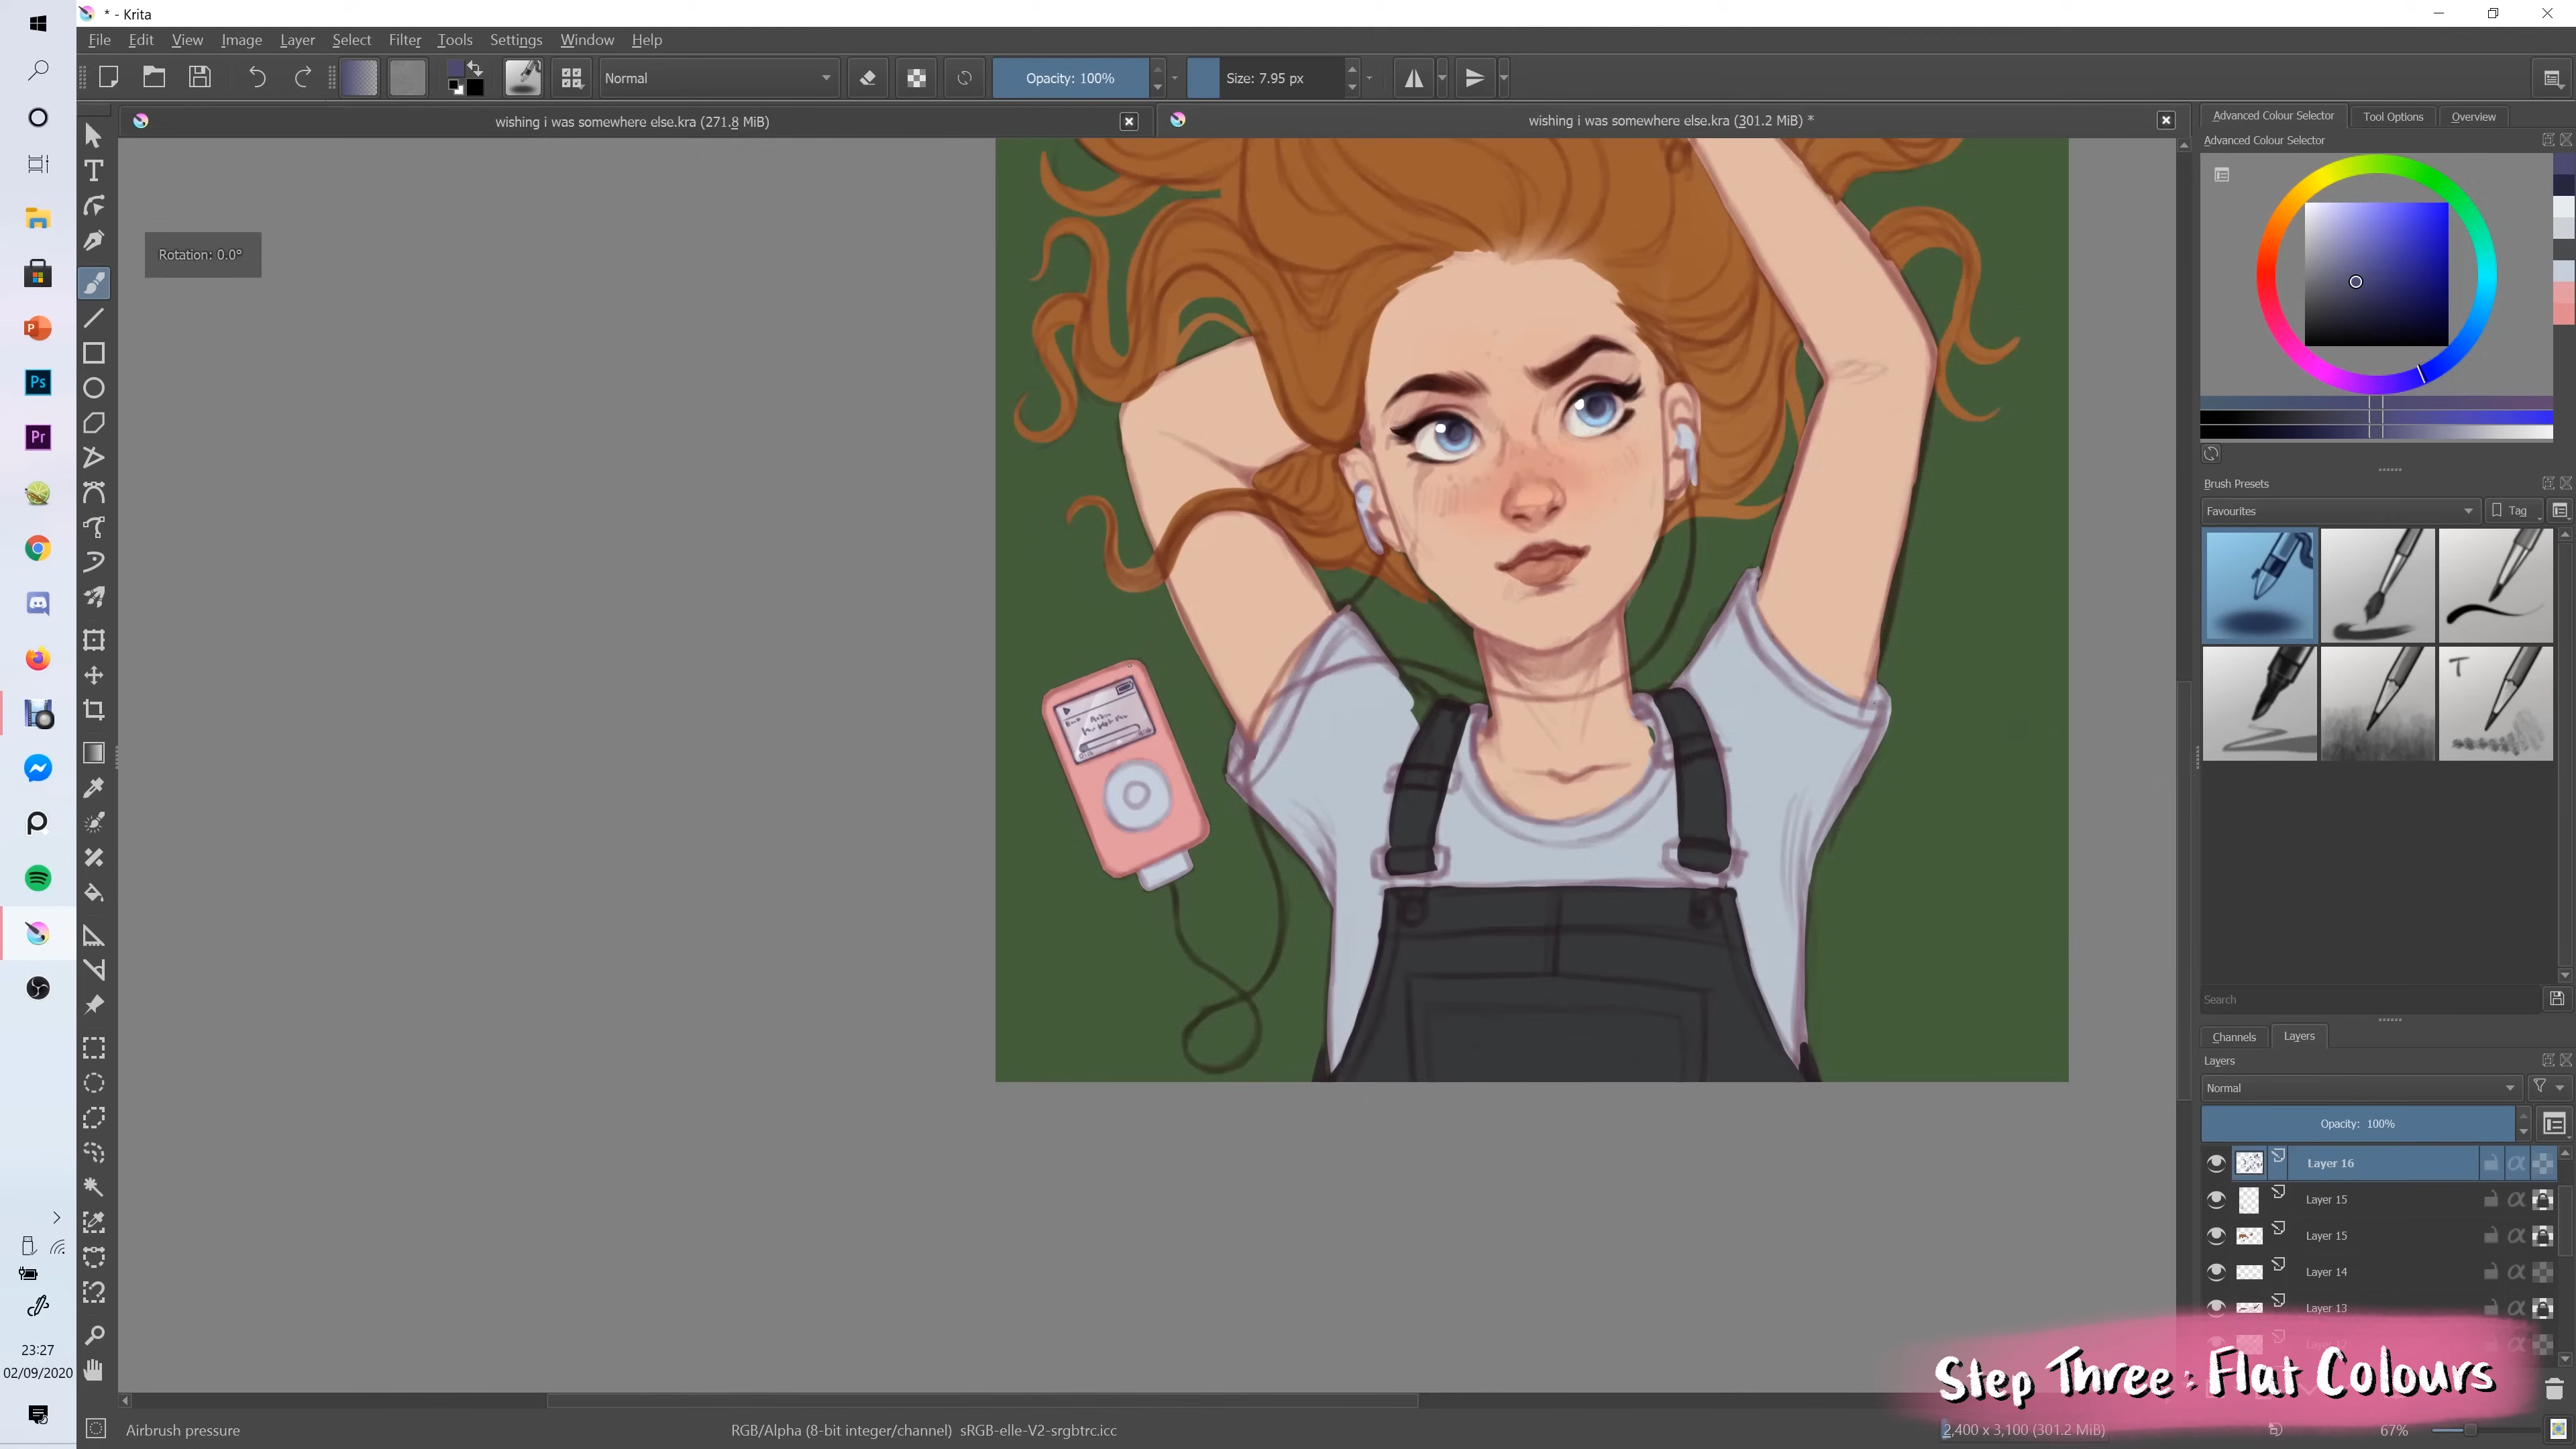 * - Krita
File Edit View Image Layer Select Filter Tools Settings Window Help
Normal
Opacity: 100%
Size: 7.95 px
wishing i was somewhere else.kra (271.8 MiB)
wishing i was somewhere else.kra (301.2 MiB) *
Advanced Colour Selector
Tool Options
Overview
Advanced Colour Selector
Rotation: 0.0°
Brush Presets
Favourites
Tag
T
Search
Channels
Layers
Layers
Normal
Opacity: 100%
Layer 16
Layer 15
Layer 15
Layer 14
Layer 13
Step Three: Flat Colours
Ps
Pr
23:27
02/09/2020
Airbrush pressure
RGB/Alpha (8-bit integer/channel) sRGB-elle-V2-srgbtrc.icc
2,400 x 3,100 (301.2 MiB)
67%